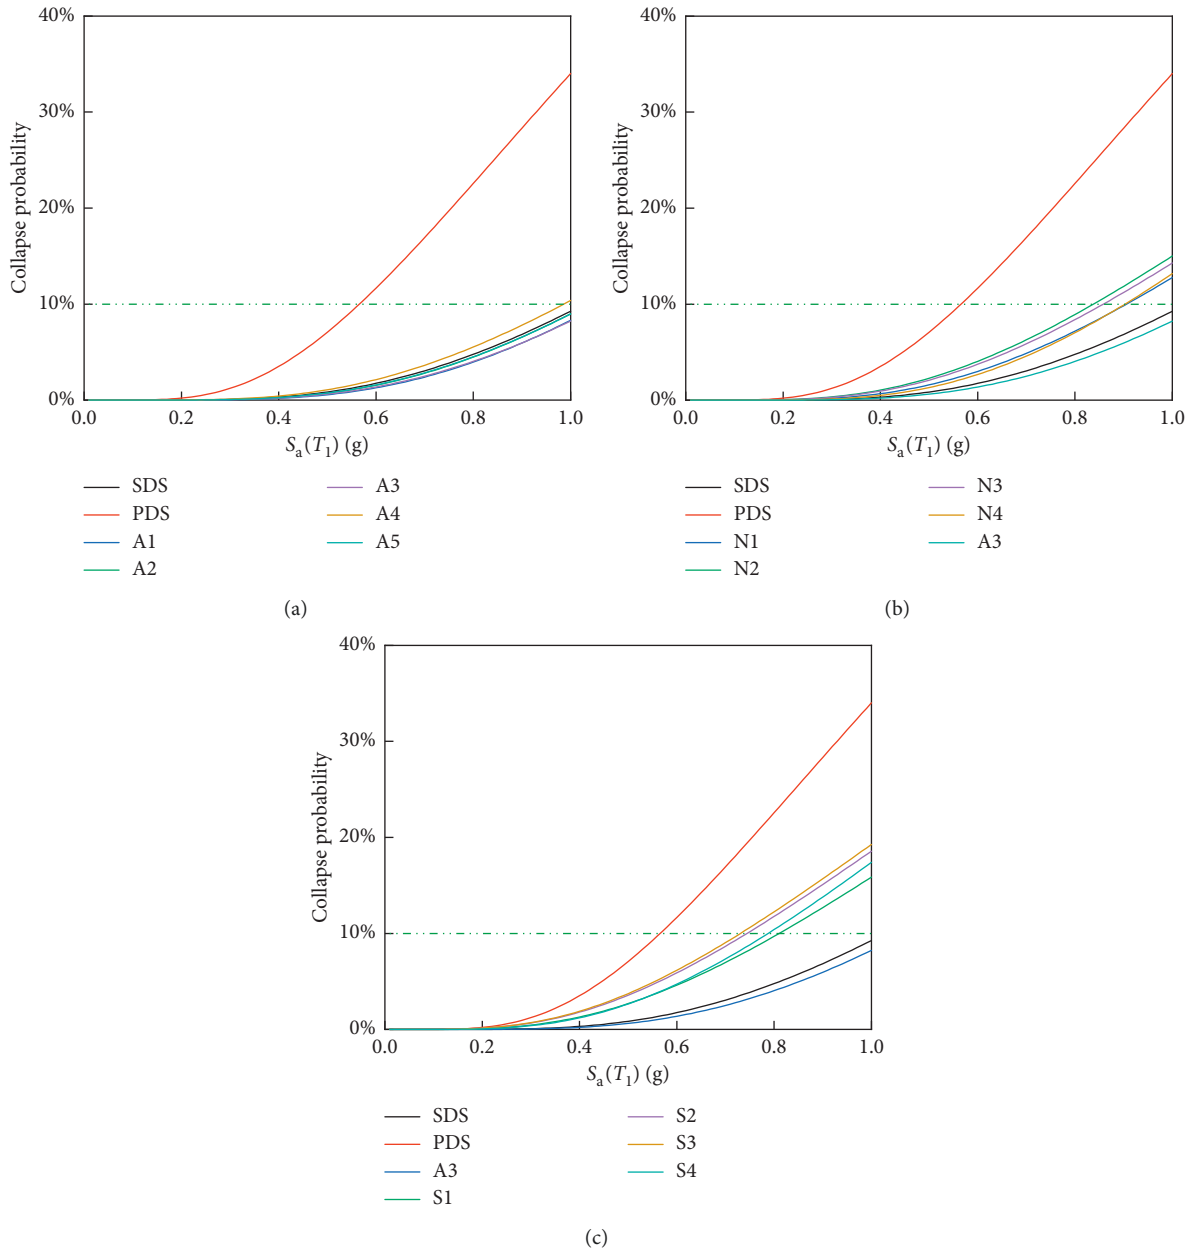 40%
30%
20%
10%
0%
Collapse probability
0.0 0.2 0.4 0.6 0.8 1.0
Sa(T1) (g)
SDS A3
PDS A4
A1 A5
A2
(a)
40%
30%
20%
10%
0%
Collapse probability
0.0 0.2 0.4 0.6 0.8 1.0
Sa(T1) (g)
SDS N3
PDS N4
N1 A3
N2
(b)
40%
30%
20%
10%
0%
Collapse probability
0.0 0.2 0.4 0.6 0.8 1.0
Sa(T1) (g)
SDS S2
PDS S3
A3 S4
S1
(c)